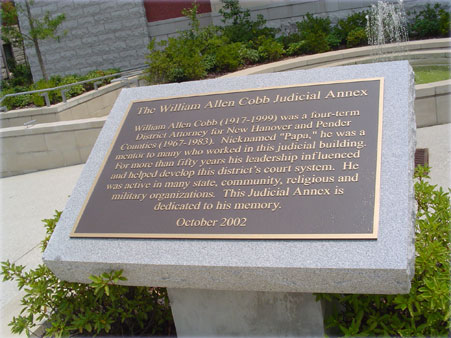 The William Allen Cobb Judicial Annex
William Allen Cobb (1917-1999) was a four-term
District Attorney for New Hanover and Pender
Counties (1967-1983). Nicknamed "Papa," he was a
mentor to many who worked in this judicial building.
For more than fifty years his leadership influenced
and helped develop this district's court system. He
was active in many state, community, religious and
military organizations. This Judicial Annex is
dedicated to his memory.
October 2002